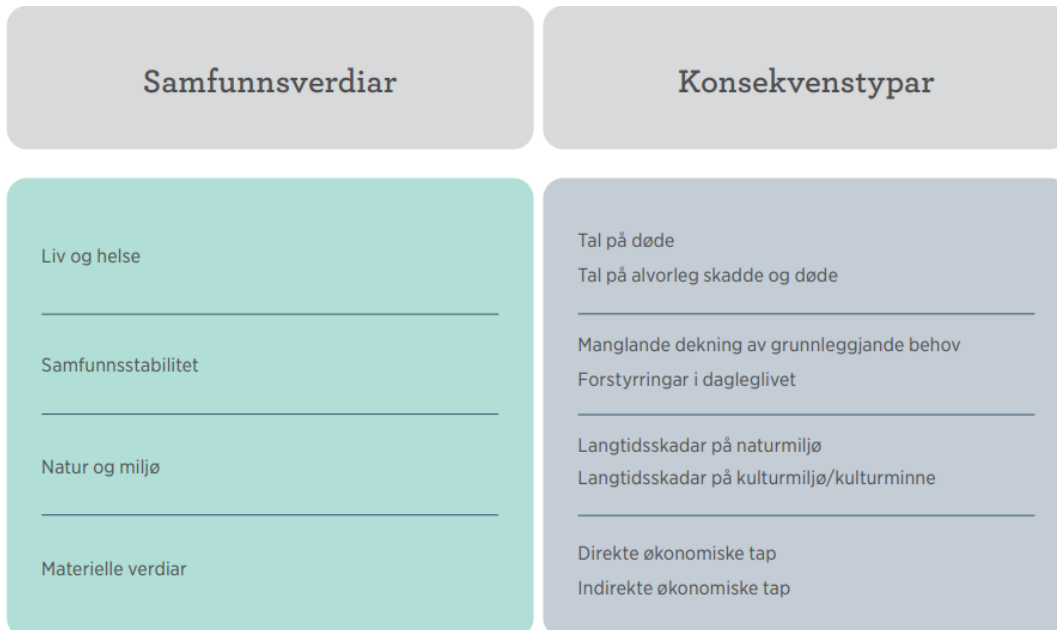 Samfunnsverdiar
Konsekvenstypar
Liv og helse
Tal på døde
Tal på alvorleg skadde og døde
Samfunnsstabilitet
Manglande dekning av grunnleggjande behov
Forstyrringar i dagleglivet
Natur og miljø
Langtidsskadar på naturmiljø
Langtidsskadar på kulturmiljø/kulturminne
Materielle verdiar
Direkte økonomiske tap
Indirekte økonomiske tap